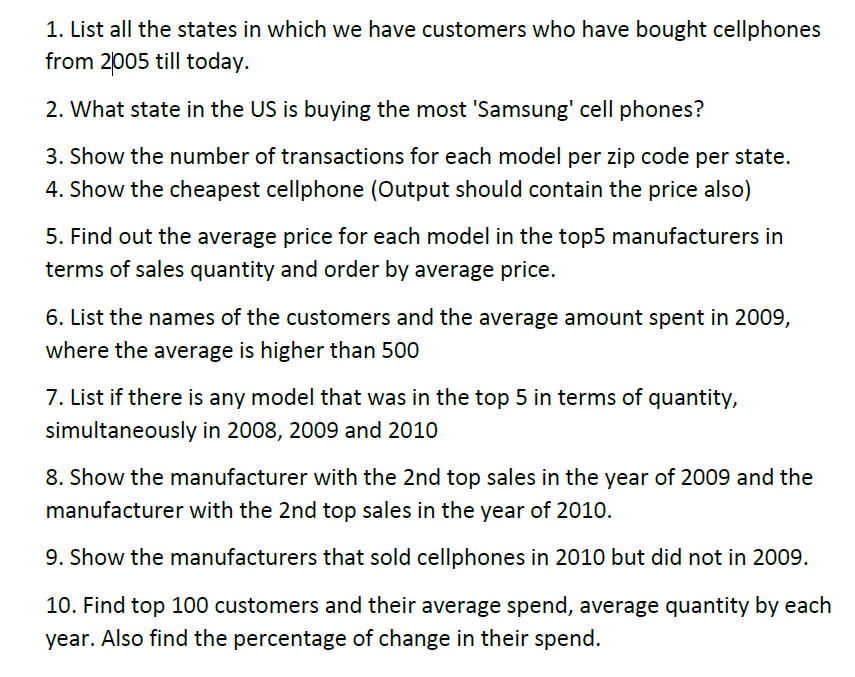 1. List all the states in which we have customers who have bought cellphones
from 2005 till today.
2. What state in the US is buying the most 'Samsung' cell phones?
3. Show the number of transactions for each model per zip code per state.
4. Show the cheapest cellphone (Output should contain the price also)
5. Find out the average price for each model in the top5 manufacturers in
terms of sales quantity and order by average price.
6. List the names of the customers and the average amount spent in 2009,
where the average is higher than 500
7. List if there is any model that was in the top 5 in terms of quantity,
simultaneously in 2008, 2009 and 2010
8. Show the manufacturer with the 2nd top sales in the year of 2009 and the
manufacturer with the 2nd top sales in the year of 2010.
9. Show the manufacturers that sold cellphones in 2010 but did not in 2009.
10. Find top 100 customers and their average spend, average quantity by each
year. Also find the percentage of change in their spend.